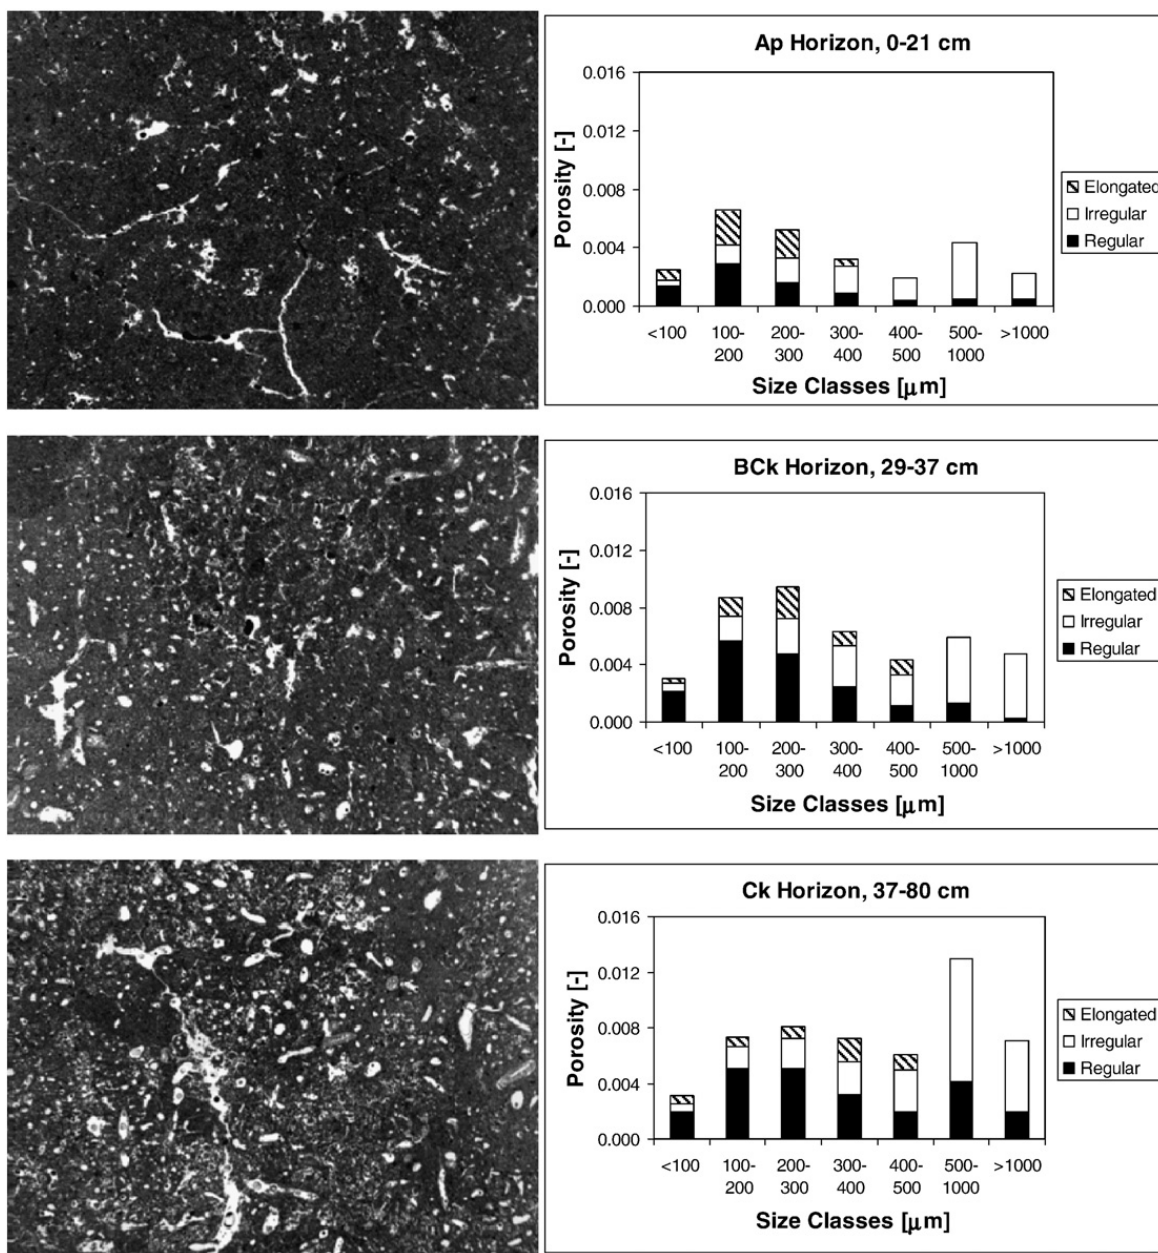 Ap Horizon, 0-21 cm
Porosity [-]
0.016
0.012
0.008
0.004
0.000
<100
100-
200
200-
300
300-
400
400-
500
500-
1000
>1000
Size Classes [μm]
Elongated
Irregular
Regular
BCk Horizon, 29-37 cm
Porosity [-]
0.016
0.012
0.008
0.004
0.000
<100
100-
200
200-
300
300-
400
400-
500
500-
1000
>1000
Size Classes [μm]
Elongated
Irregular
Regular
Ck Horizon, 37-80 cm
Porosity [-]
0.016
0.012
0.008
0.004
0.000
<100
100-
200
200-
300
300-
400
400-
500
500-
1000
>1000
Size Classes [μm]
Elongated
Irregular
Regular